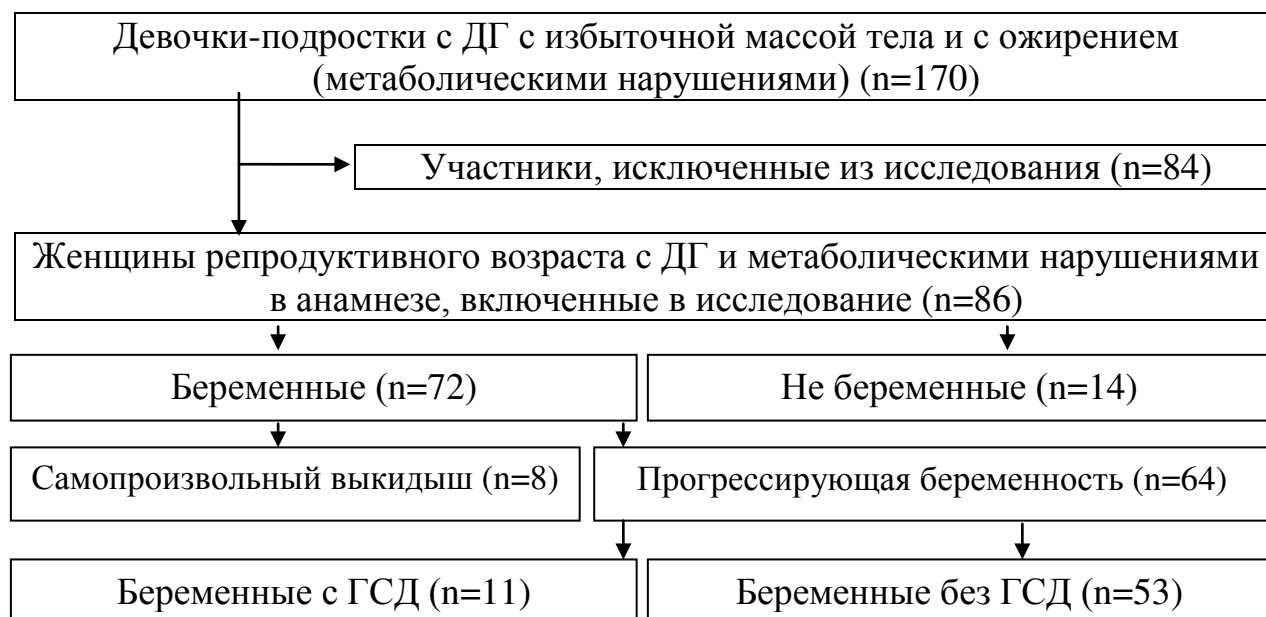 Девочки-подростки с ДГ с избыточной массой тела и с ожирением
(метаболическими нарушениями) (n=170)
Участники, исключенные из исследования (n=84)
Женщины репродуктивного возраста с ДГ и метаболическими нарушениями
в анамнезе, включенные в исследование (n=86)
Беременные (n=72)
Не беременные (n=14)
Самопроизвольный выкидыш (n=8)
Прогрессирующая беременность (n=64)
Беременные с ГСД (n=11)
Беременные без ГСД (n=53)